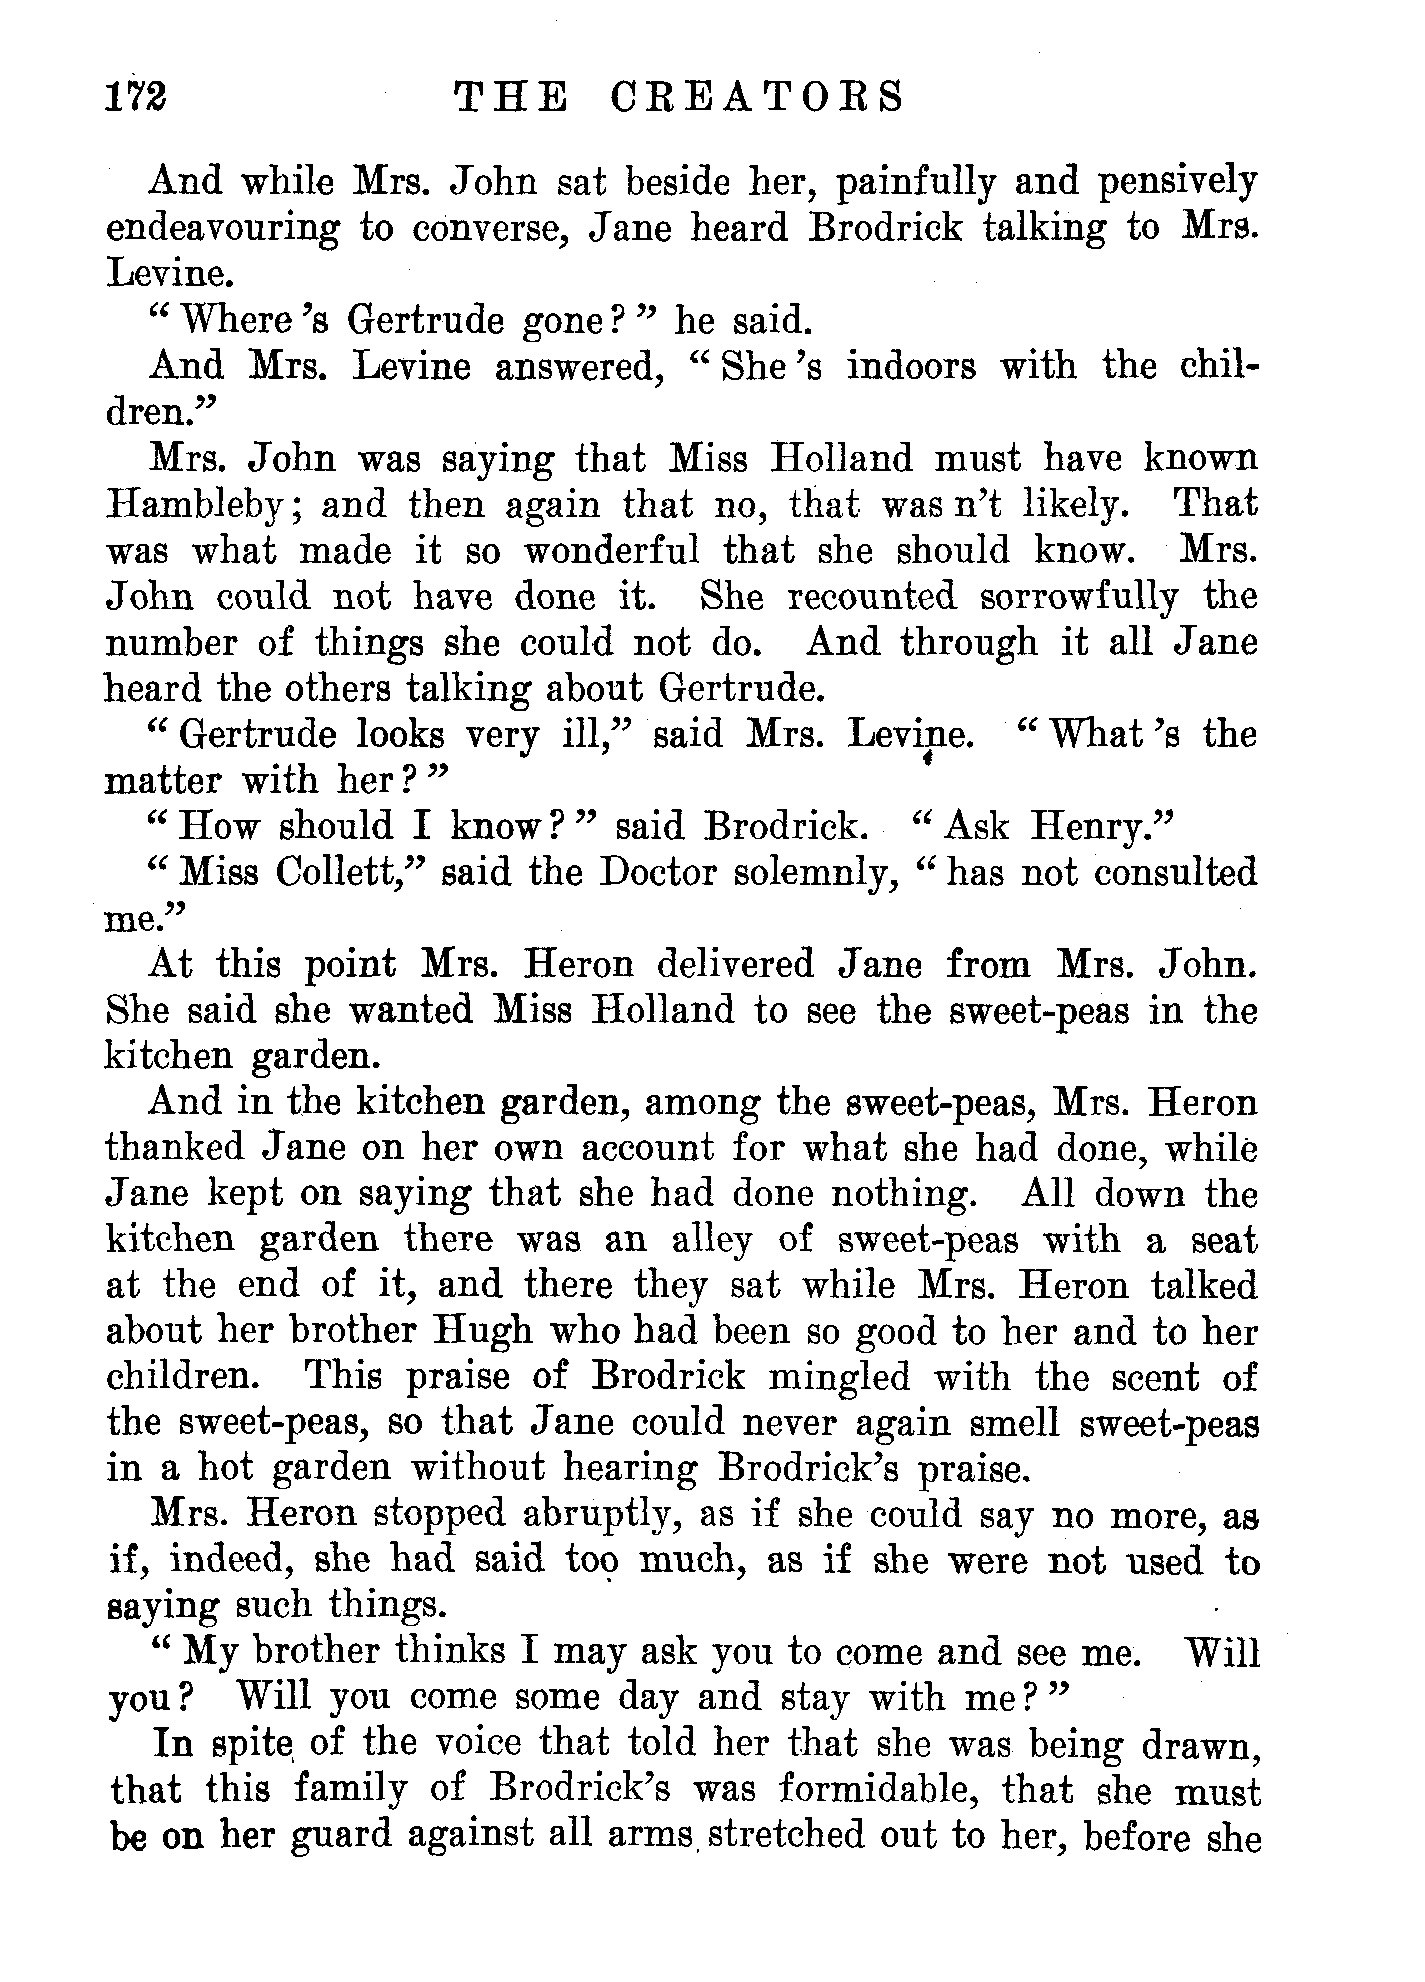 172 THE CREATORS
And while Mrs. John sat beside her, painfully and pensively
endeavouring to converse, Jane heard Brodrick talking to Mrs.
Levine.
“ Where 's Gertrude gone? ” he said.
And Mrs. Levine answered, “ She 's indoors with the chil-
dren.”
Mrs. John was saying that Miss Holland must have known
Hambleby; and then again that no, that was n't likely. That
was what made it so wonderful that she should know. Mrs.
John could not have done it. She recounted sorrowfully the
number of things she could not do. And through it all Jane
heard the others talking about Gertrude.
“ Gertrude looks very ill,” said Mrs. Levine. “ What 's the
matter with her? ”
“ How should I know? ” said Brodrick. “ Ask Henry.”
“ Miss Collett,” said the Doctor solemnly, “ has not consulted
me.”
At this point Mrs. Heron delivered Jane from Mrs. John.
She said she wanted Miss Holland to see the sweet-peas in the
kitchen garden.
And in the kitchen garden, among the sweet-peas, Mrs. Heron
thanked Jane on her own account for what she had done, while
Jane kept on saying that she had done nothing. All down the
kitchen garden there was an alley of sweet-peas with a seat
at the end of it, and there they sat while Mrs. Heron talked
about her brother Hugh who had been so good to her and to her
children. This praise of Brodrick mingled with the scent of
the sweet-peas, so that Jane could never again smell sweet-peas
in a hot garden without hearing Brodrick's praise.
Mrs. Heron stopped abruptly, as if she could say no more, as
if, indeed, she had said too much, as if she were not used to
saying such things.
“ My brother thinks I may ask you to come and see me. Will
you? Will you come some day and stay with me? ”
In spite of the voice that told her that she was being drawn,
that this family of Brodrick's was formidable, that she must
be on her guard against all arms stretched out to her, before she